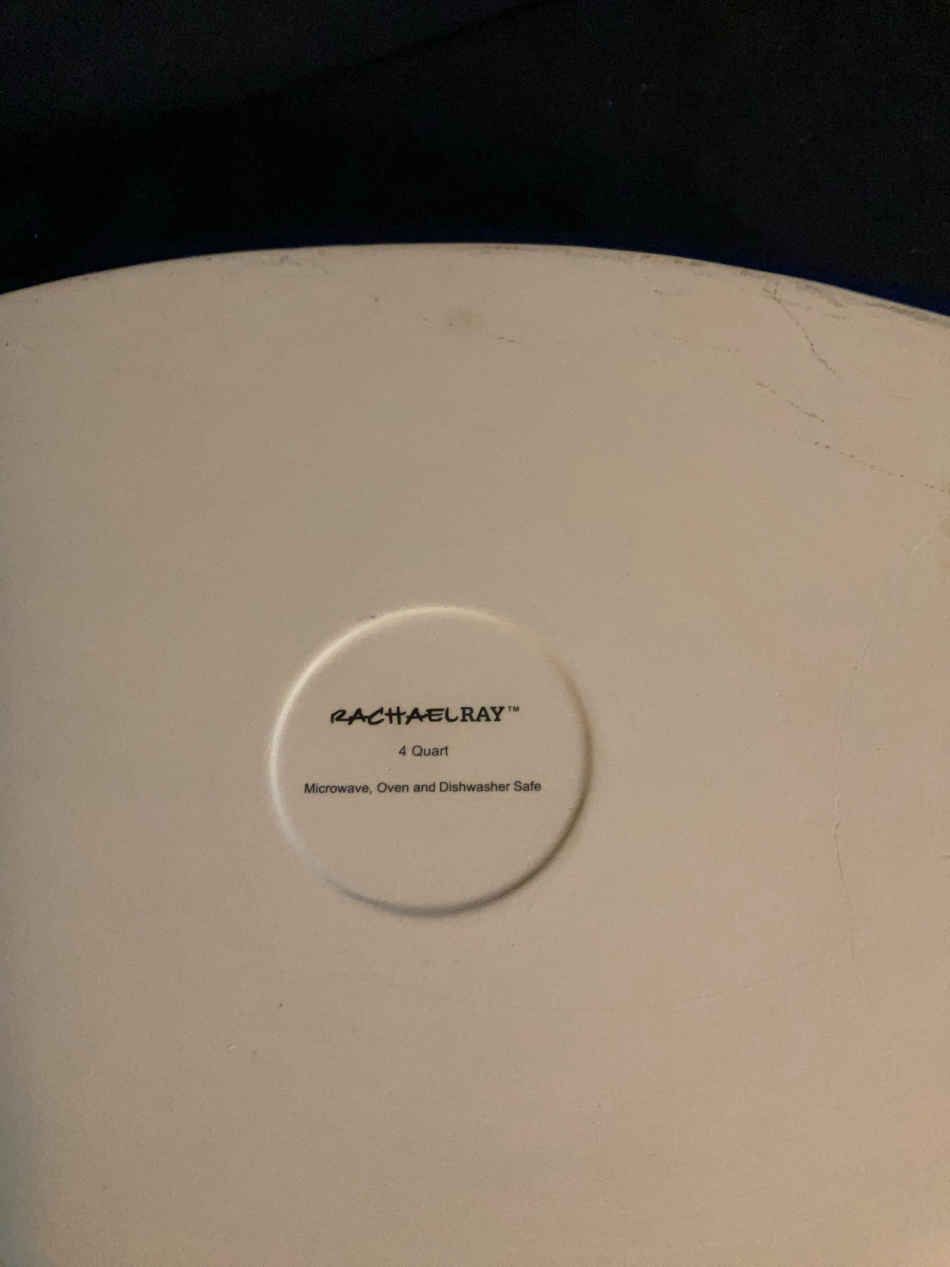 RACHAELRAY™
4 Quart
Microwave, Oven and Dishwasher Safe